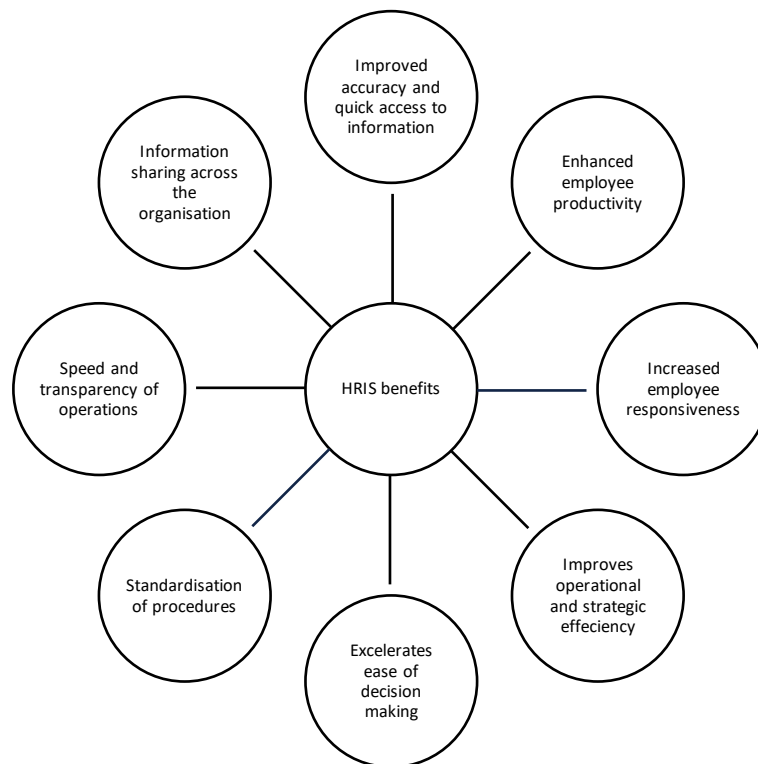 Improved
accuracy and
quick access to
information
Information
sharing across
the
organisation
Enhanced
employee
productivity
Speed and
transparency of
operations
HRIS benefits
Increased
employee
responsiveness
Standardisation
of procedures
Improves
operational
and strategic
effeciency
Excelerates
ease of
decision
making